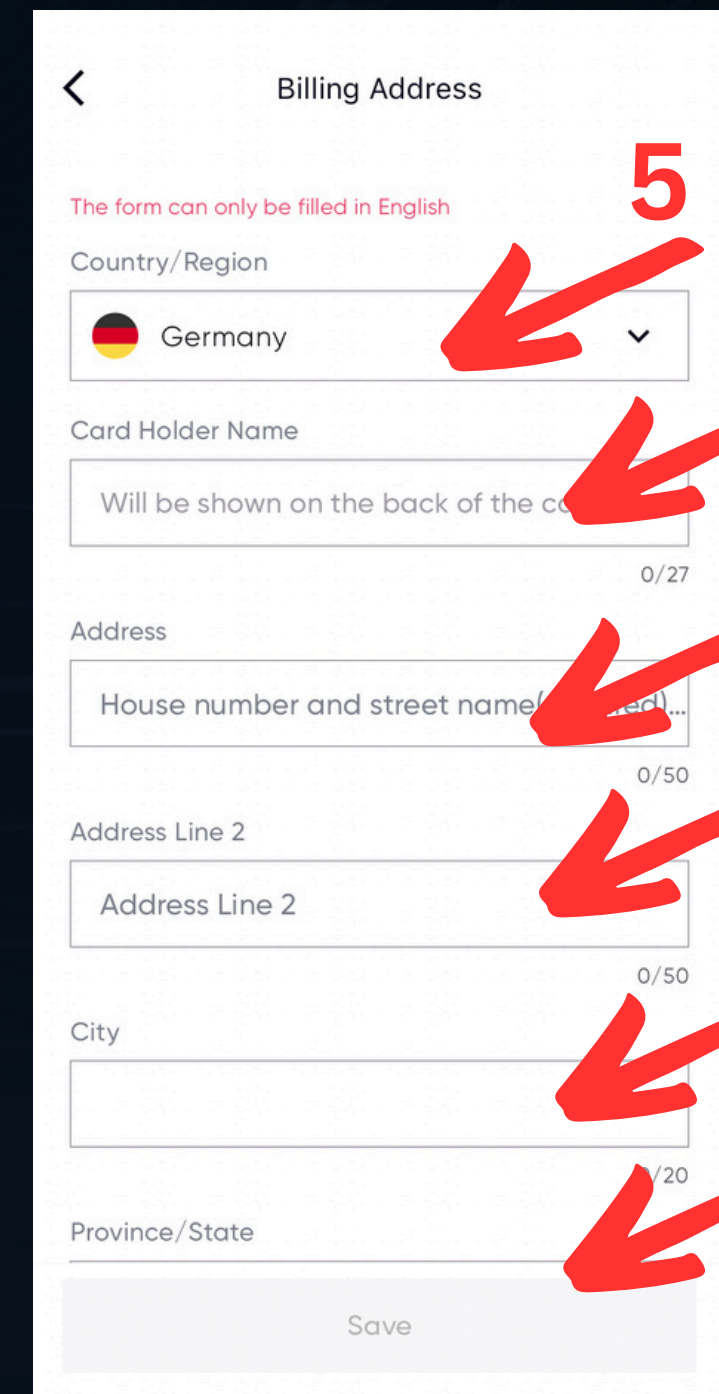 Billing Address
5
The form can only be filled in English
Country/Region
Germany
Card Holder Name
Will be shown on the back of the
0/27
Address
House number and street name(
0/50
Address Line 2
Address Line 2
0/50
City
/20
Province/State
Save